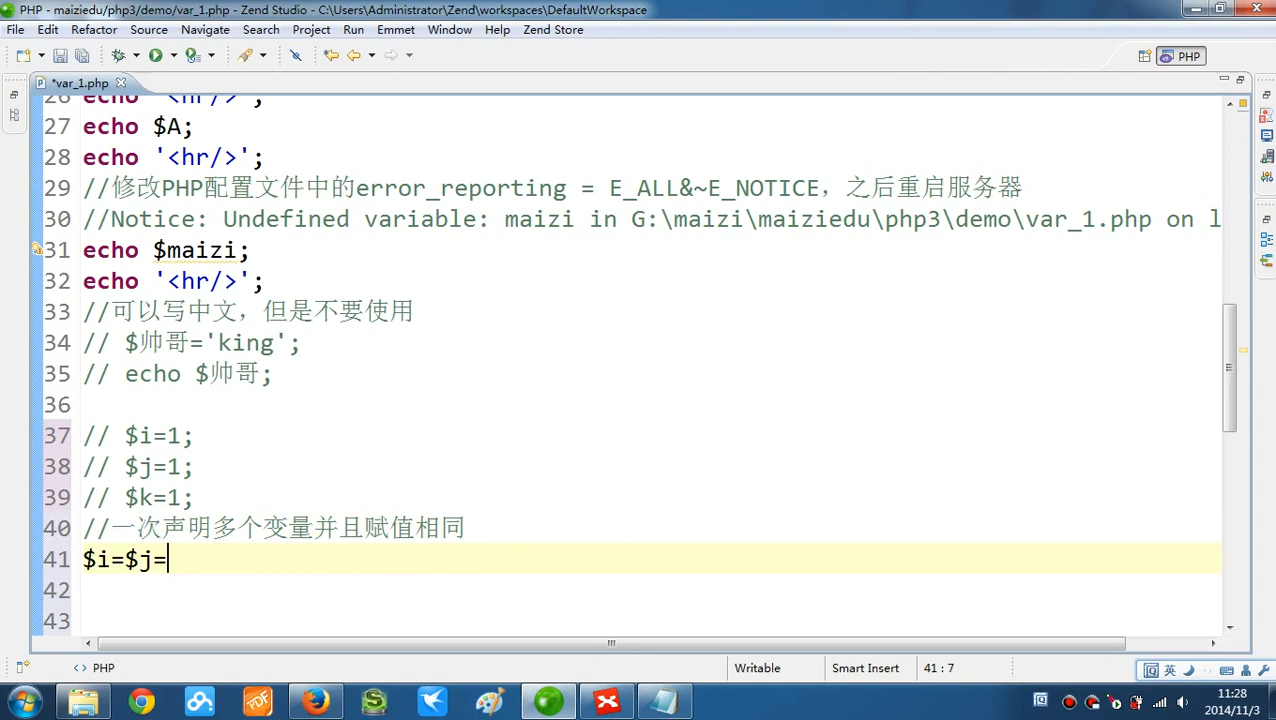 PHP - maiziedu/php3/demo/var_1.php - Zend Studio - C:\Users\Administrator\Zend\workspaces\DefaultWorkspace
File Edit Refactor Source Navigate Search Project Run Emmet Window Help Zend Store
PHP
*var_1.php
26 echo '<hr/>';
27 echo $A;
28 echo '<hr/>';
29 //修改PHP配置文件中的error_reporting = E_ALL&~E_NOTICE，之后重启服务器
30 //Notice: Undefined variable: maizi in G:\maizi\maiziedu\php3\demo\var_1.php on l
31 echo $maizi;
32 echo '<hr/>';
33 //可以写中文，但是不要使用
34 // $帅哥='king';
35 // echo $帅哥;
36
37 // $i=1;
38 // $j=1;
39 // $k=1;
40 //一次声明多个变量并且赋值相同
41 $i=$j=
42
43
PHP Writable Smart Insert 41 : 7
英
11:28
2014/11/3